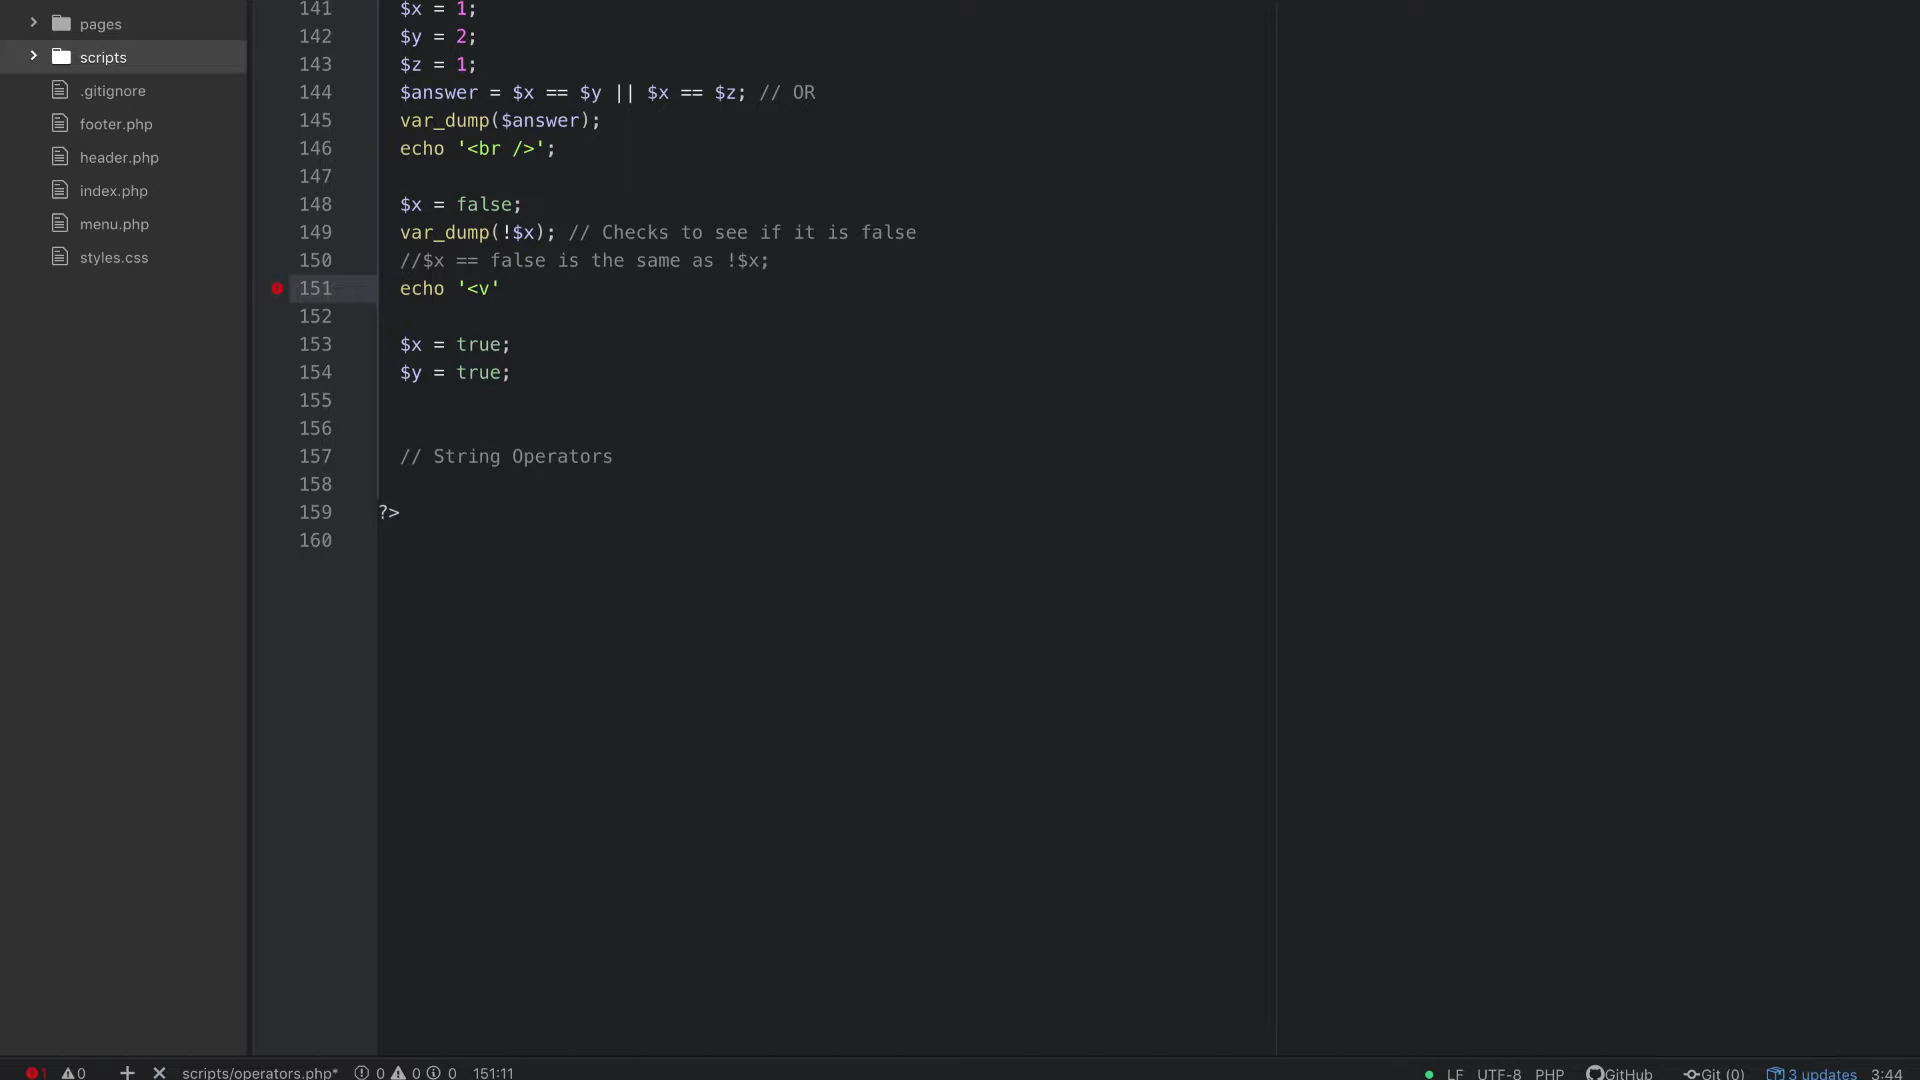 pages
scripts
.gitignore
footer.php
header.php
index.php
menu.php
styles.css
141 $x = 1;
142 $y = 2;
143 $z = 1;
144 $answer = $x == $y || $x == $z; // OR
145 var_dump($answer);
146 echo '<br />';
147
148 $x = false;
149 var_dump(!$x); // Checks to see if it is false
150 //$x == false is the same as !$x;
151 echo '<v'
152
153 $x = true;
154 $y = true;
155
156
157 // String Operators
158
159 ?>
160
1 0 scripts/operators.php* 0 0 0 151:11 LF UTF-8 PHP GitHub Git (0) 3 updates 3:44